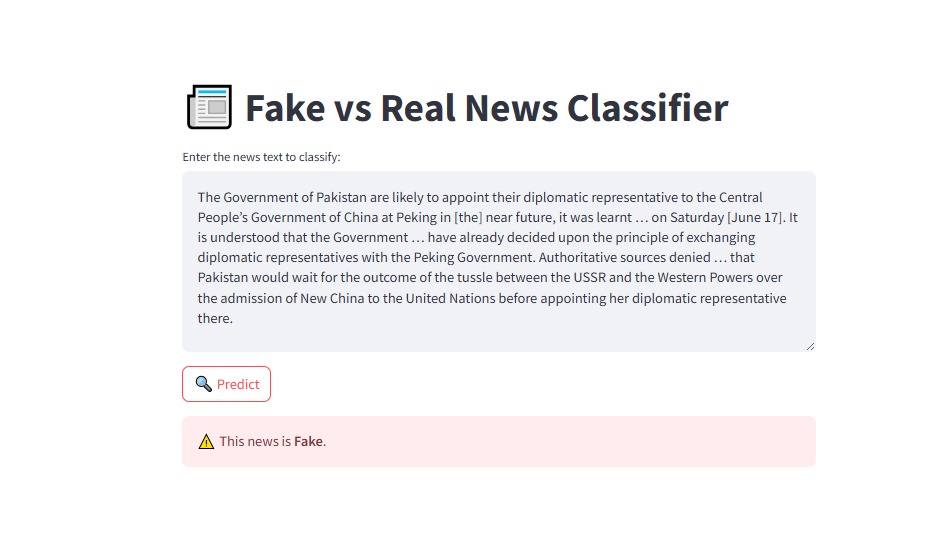 Fake vs Real News Classifier
Enter the news text to classify:
The Government of Pakistan are likely to appoint their diplomatic representative to the Central
People’s Government of China at Peking in [the] near future, it was learnt … on Saturday [June 17]. It
is understood that the Government … have already decided upon the principle of exchanging
diplomatic representatives with the Peking Government. Authoritative sources denied … that
Pakistan would wait for the outcome of the tussle between the USSR and the Western Powers over
the admission of New China to the United Nations before appointing her diplomatic representative
there.
Predict
This news is Fake.